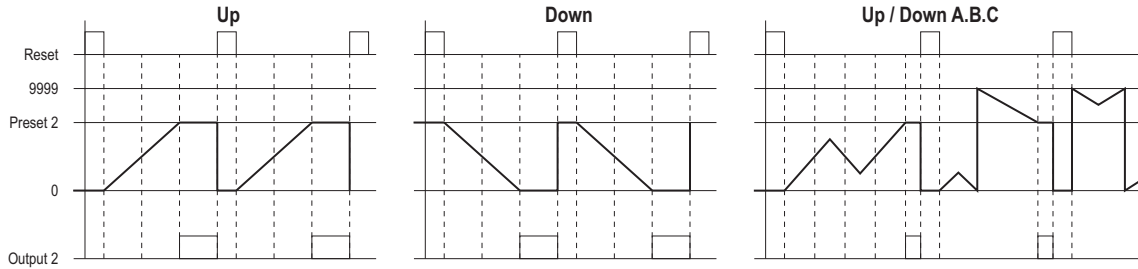 Up
Down
Up / Down A.B.C
Reset
9999
Preset 2
0
Output 2